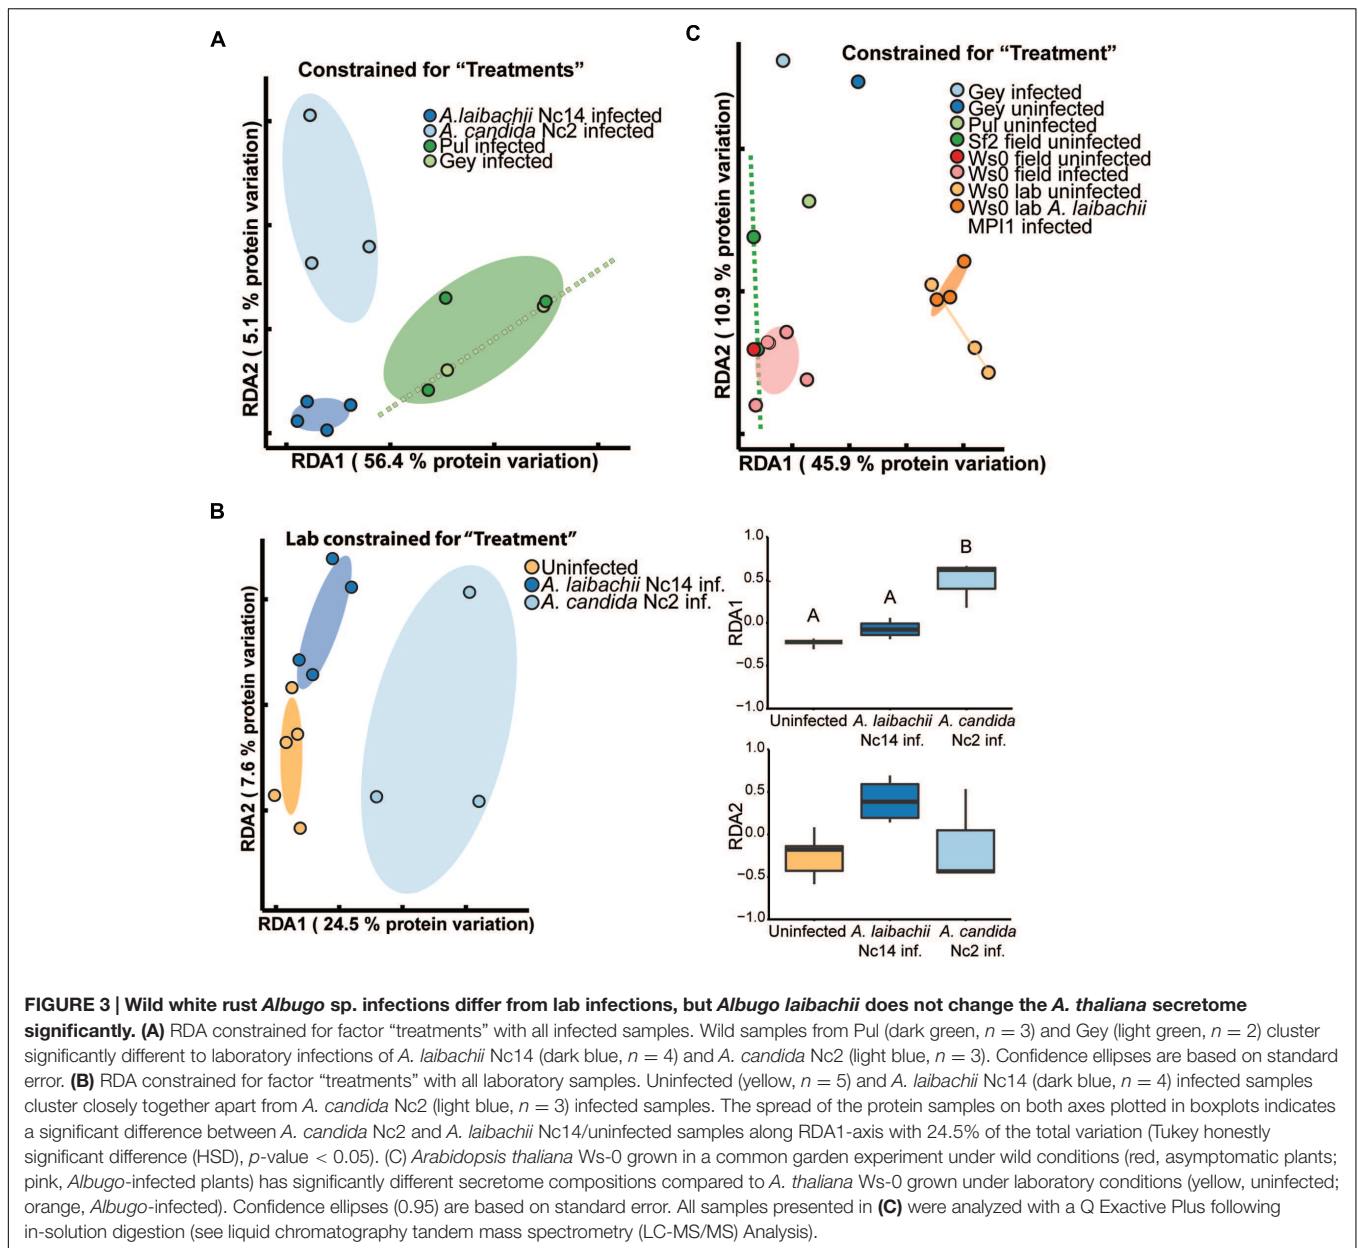 A
Constrained for “Treatments”
A.laibachii Nc14 infected
A. candida Nc2 infected
Pul infected
Gey infected
RDA2 ( 5.1 % protein variation)
RDA1 ( 56.4 % protein variation)
C
Constrained for “Treatment”
Gey infected
Gey uninfected
Pul uninfected
Sf2 field uninfected
Ws0 field uninfected
Ws0 field infected
Ws0 lab uninfected
Ws0 lab A. laibachii
MPI1 infected
RDA2 ( 10.9 % protein variation)
RDA1 ( 45.9 % protein variation)
B
Lab constrained for “Treatment”
Uninfected
A. laibachii Nc14 inf.
A. candida Nc2 inf.
RDA2 ( 7.6 % protein variation)
RDA1 ( 24.5 % protein variation)
1.0
0.5
0.0
−0.5
−1.0
RDA1
A
A
B
Uninfected
A. laibachii
Nc14 inf.
A. candida
Nc2 inf.
1.0
0.5
0.0
−0.5
−1.0
RDA2
Uninfected
A. laibachii
Nc14 inf.
A. candida
Nc2 inf.
FIGURE 3 | Wild white rust Albugo sp. infections differ from lab infections, but Albugo laibachii does not change the A. thaliana secretome
significantly. (A) RDA constrained for factor “treatments” with all infected samples. Wild samples from Pul (dark green, n = 3) and Gey (light green, n = 2) cluster
significantly different to laboratory infections of A. laibachii Nc14 (dark blue, n = 4) and A. candida Nc2 (light blue, n = 3). Confidence ellipses are based on standard
error. (B) RDA constrained for factor “treatments” with all laboratory samples. Uninfected (yellow, n = 5) and A. laibachii Nc14 (dark blue, n = 4) infected samples
cluster closely together apart from A. candida Nc2 (light blue, n = 3) infected samples. The spread of the protein samples on both axes plotted in boxplots indicates
a significant difference between A. candida Nc2 and A. laibachii Nc14/uninfected samples along RDA1-axis with 24.5% of the total variation (Tukey honestly
significant difference (HSD), p-value < 0.05). (C) Arabidopsis thaliana Ws-0 grown in a common garden experiment under wild conditions (red, asymptomatic plants;
pink, Albugo-infected plants) has significantly different secretome compositions compared to A. thaliana Ws-0 grown under laboratory conditions (yellow, uninfected;
orange, Albugo-infected). Confidence ellipses (0.95) are based on standard error. All samples presented in (C) were analyzed with a Q Exactive Plus following
in-solution digestion (see liquid chromatography tandem mass spectrometry (LC-MS/MS) Analysis).